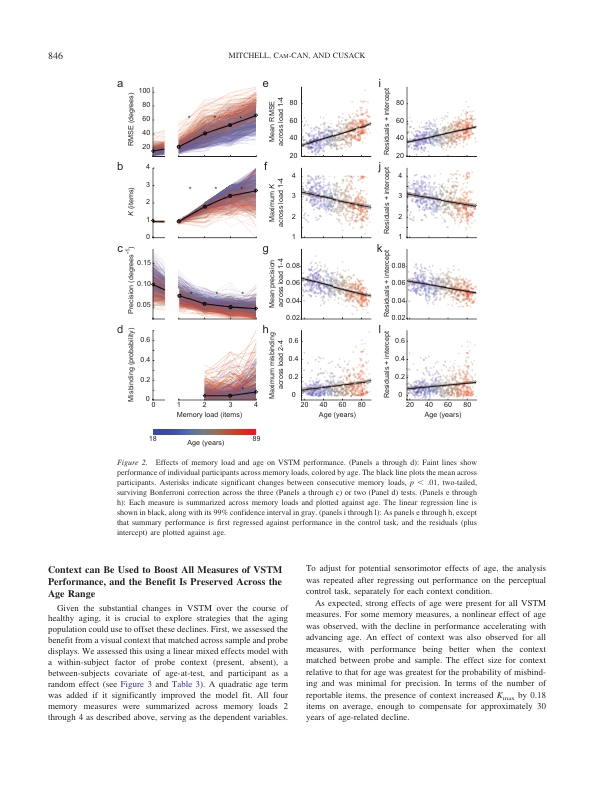 846
MITCHELL, CAM-CAN, AND CUSACK
a
RMSE (degrees)
100
80
60
40
20
e
Mean RMSE
across load 1-4
80
60
40
20
i
Residuals + intercept
80
60
40
20
b
K (items)
4
3
2
1
0
f
Maximum K
across load 1-4
4
3
2
1
j
Residuals + intercept
4
3
2
1
c
Precision (degrees⁻¹)
0.15
0.10
0.05
g
Mean precision
across load 1-4
0.08
0.06
0.04
0.02
k
Residuals + intercept
0.08
0.06
0.04
0.02
d
Misbinding (probability)
0.6
0.4
0.2
0
0 1 2 3 4
Memory load (items)
h
Maximum misbinding
across load 2-4
0.6
0.4
0.2
0
20 40 60 80
Age (years)
l
Residuals + intercept
0.6
0.4
0.2
0
20 40 60 80
Age (years)
18 89
Age (years)
Figure 2. Effects of memory load and age on VSTM performance. (Panels a through d): Faint lines show
performance of individual participants across memory loads, colored by age. The black line plots the mean across
participants. Asterisks indicate significant changes between consecutive memory loads, p < .01, two-tailed,
surviving Bonferroni correction across the three (Panels a through c) or two (Panel d) tests. (Panels e through
h): Each measure is summarized across memory loads and plotted against age. The linear regression line is
shown in black, along with its 99% confidence interval in gray. (panels i through l): As panels e through h, except
that summary performance is first regressed against performance in the control task, and the residuals (plus
intercept) are plotted against age.
Context can Be Used to Boost All Measures of VSTM
Performance, and the Benefit Is Preserved Across the
Age Range
Given the substantial changes in VSTM over the course of
healthy aging, it is crucial to explore strategies that the aging
population could use to offset these declines. First, we assessed the
benefit from a visual context that matched across sample and probe
displays. We assessed this using a linear mixed effects model with
a within-subject factor of probe context (present, absent), a
between-subjects covariate of age-at-test, and participant as a
random effect (see Figure 3 and Table 3). A quadratic age term
was added if it significantly improved the model fit. All four
memory measures were summarized across memory loads 2
through 4 as described above, serving as the dependent variables.
To adjust for potential sensorimotor effects of age, the analysis
was repeated after regressing out performance on the perceptual
control task, separately for each context condition.
As expected, strong effects of age were present for all VSTM
measures. For some memory measures, a nonlinear effect of age
was observed, with the decline in performance accelerating with
advancing age. An effect of context was also observed for all
measures, with performance being better when the context
matched between probe and sample. The effect size for context
relative to that for age was greatest for the probability of misbind-
ing and was minimal for precision. In terms of the number of
reportable items, the presence of context increased Kmax by 0.18
items on average, enough to compensate for approximately 30
years of age-related decline.